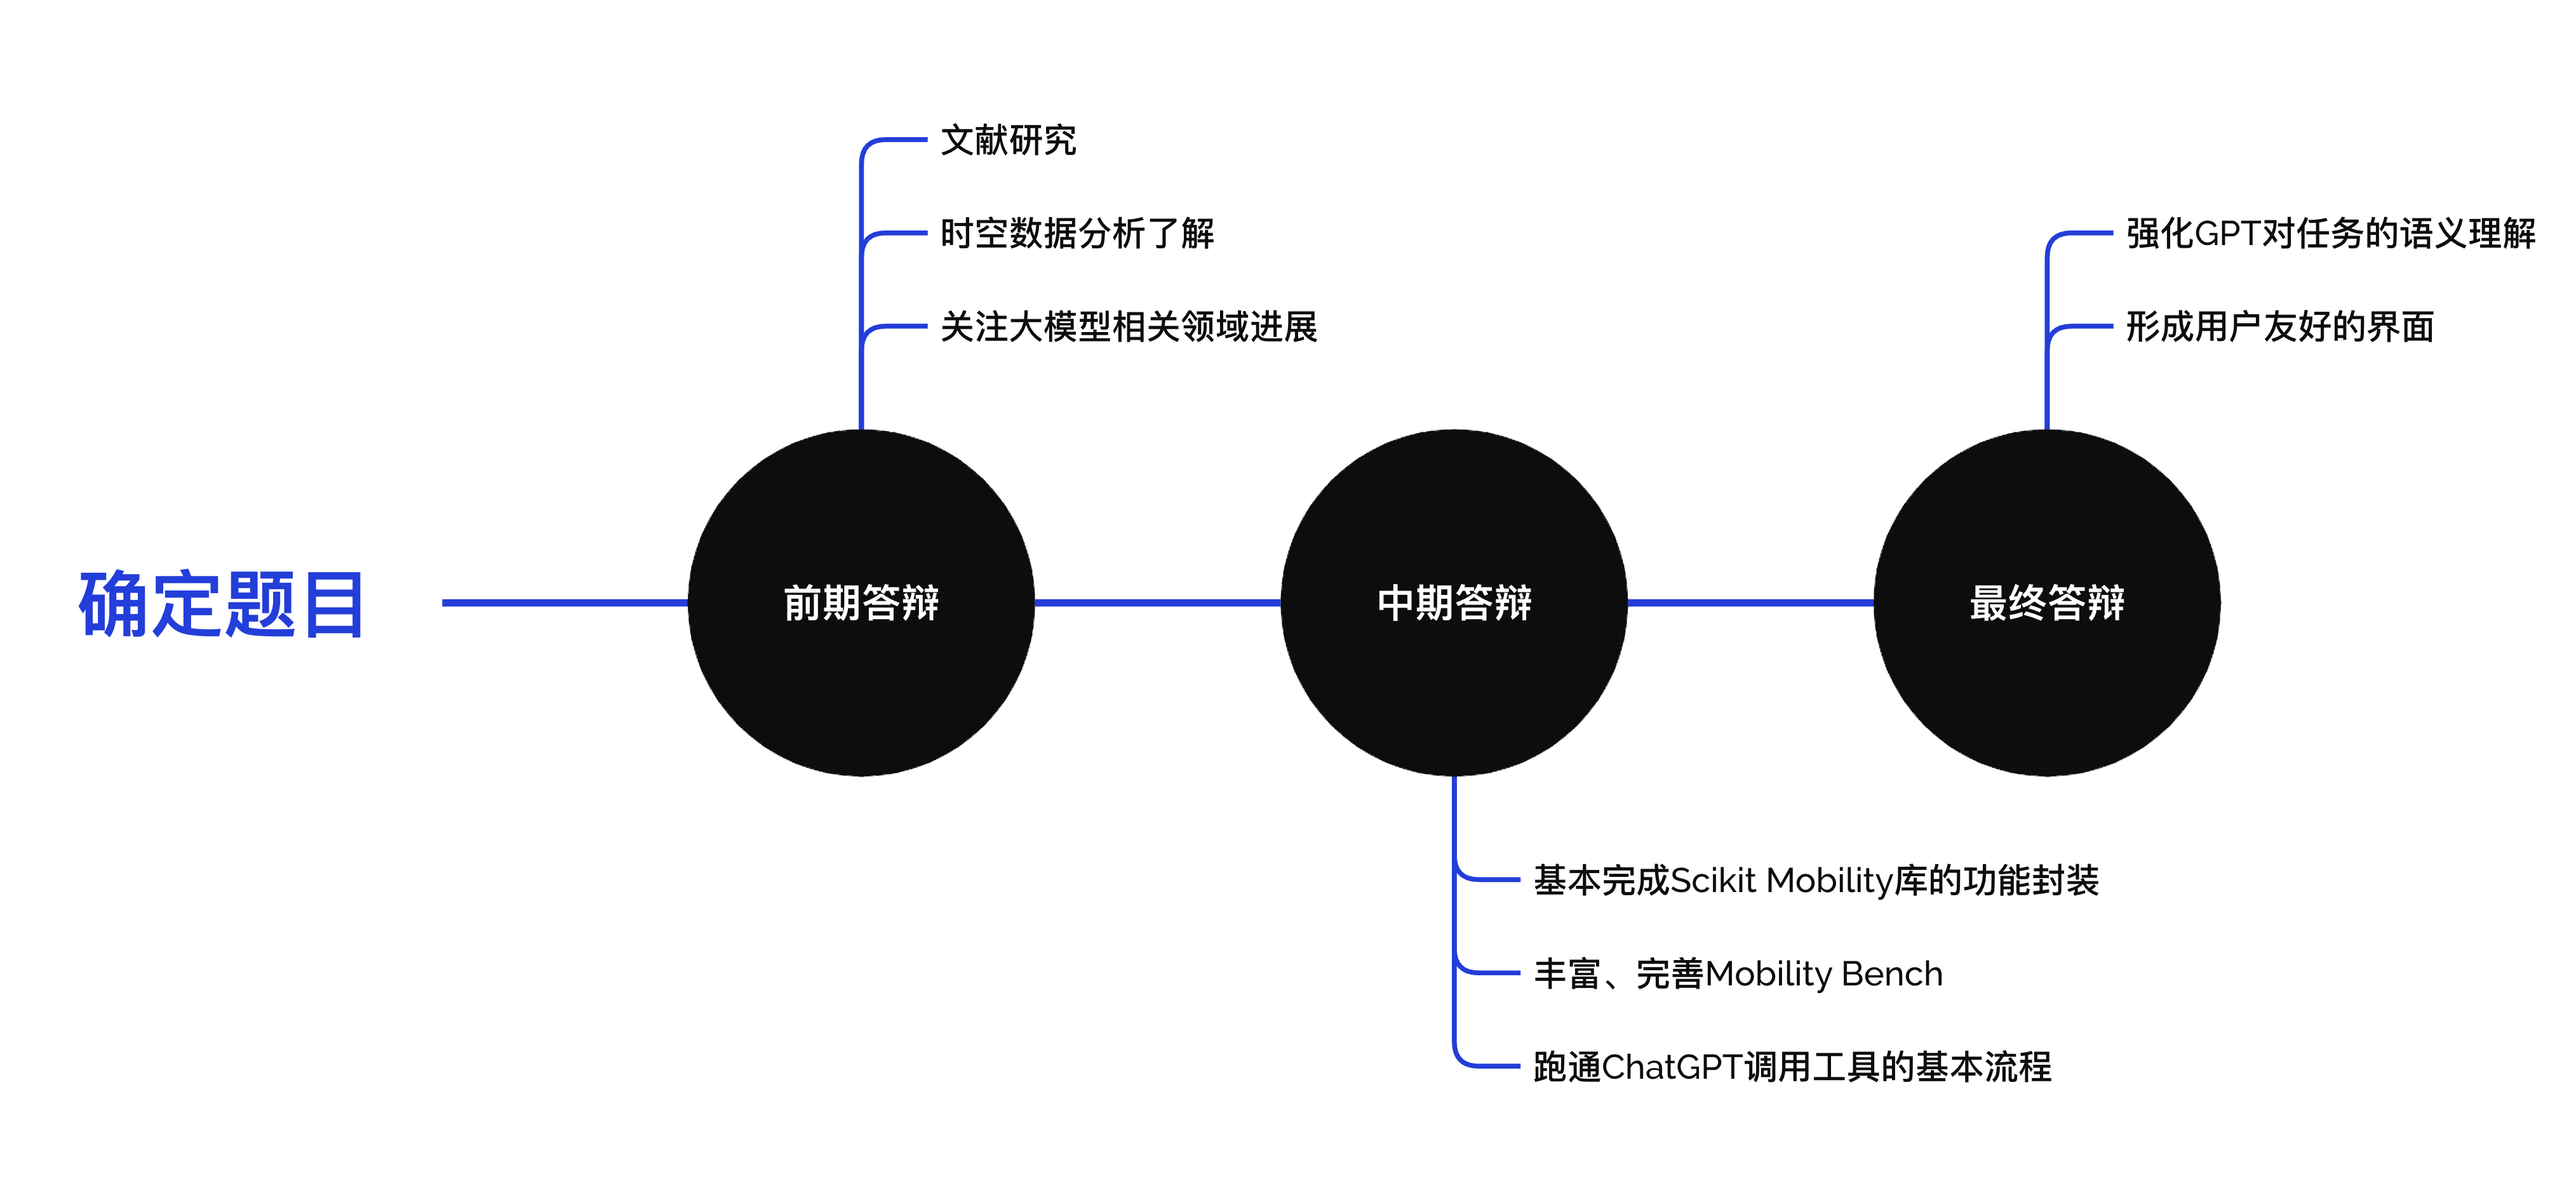 确定题目
前期答辩
文献研究
时空数据分析了解
关注大模型相关领域进展
中期答辩
基本完成Scikit Mobility库的功能封装
丰富、完善Mobility Bench
跑通ChatGPT调用工具的基本流程
最终答辩
强化GPT对任务的语义理解
形成用户友好的界面